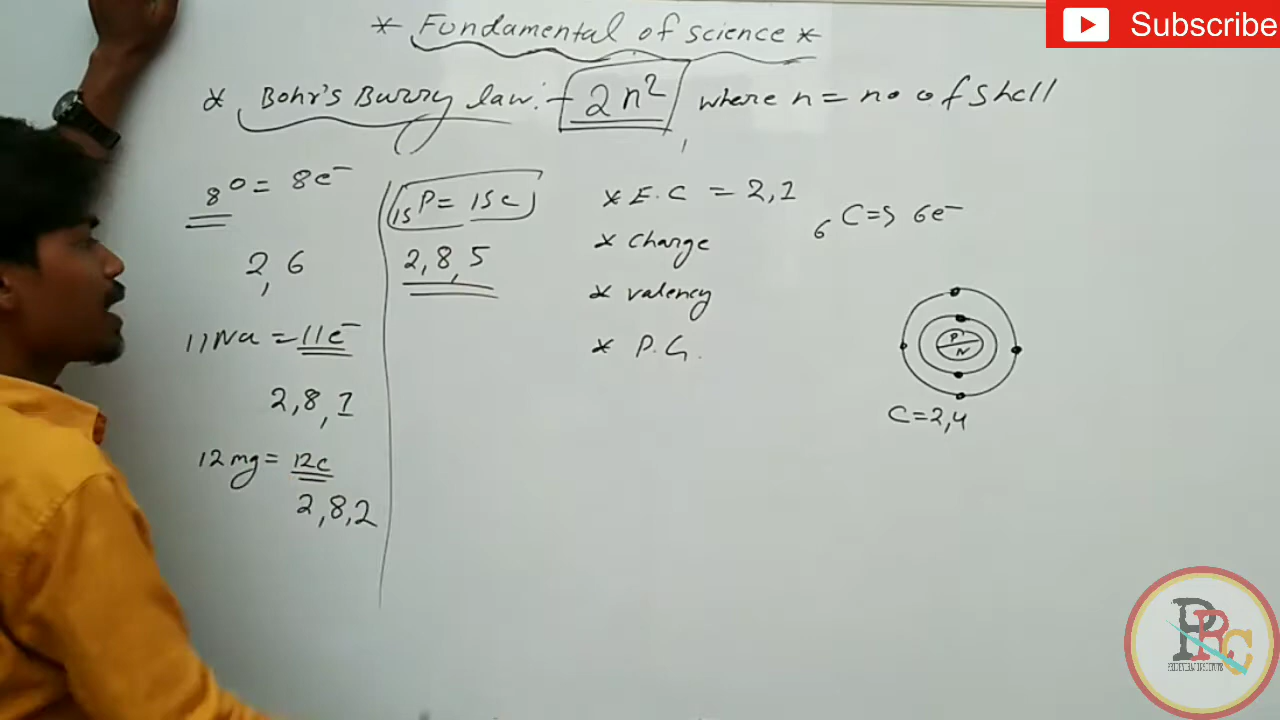 Subscribe
* Fundamental of science *
* Bohr's Burry law :- 2n² where n = no of shell
8O = 8e⁻
2, 6
11Na = 11e⁻
2, 8, 1
12mg = 12e
2, 8, 2
15P = 15e
2, 8, 5
* E.C = 2, 1
* charge
* valency
* P.G.
6C => 6e⁻
P
N
C = 2, 4
PRC